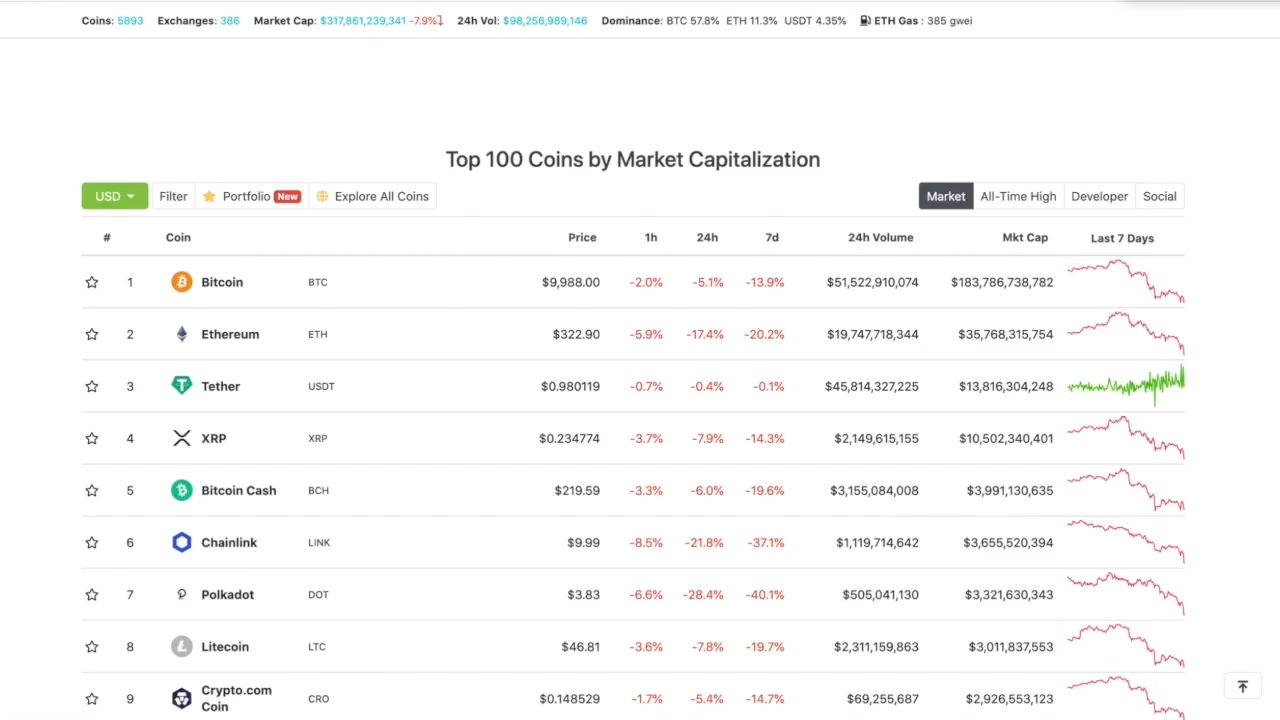 Coins: 5893 Exchanges: 386 Market Cap: $317,861,239,341 -7.9% 24h Vol: $98,256,989,146 Dominance: BTC 57.8% ETH 11.3% USDT 4.35% ETH Gas : 385 gwei
Top 100 Coins by Market Capitalization
USD Filter Portfolio New Explore All Coins Market All-Time High Developer Social
# Coin Price 1h 24h 7d 24h Volume Mkt Cap Last 7 Days
1 Bitcoin BTC $9,988.00 -2.0% -5.1% -13.9% $51,522,910,074 $183,786,738,782
2 Ethereum ETH $322.90 -5.9% -17.4% -20.2% $19,747,718,344 $35,768,315,754
3 Tether USDT $0.980119 -0.7% -0.4% -0.1% $45,814,327,225 $13,816,304,248
4 XRP XRP $0.234774 -3.7% -7.9% -14.3% $2,149,615,155 $10,502,340,401
5 Bitcoin Cash BCH $219.59 -3.3% -6.0% -19.6% $3,155,084,008 $3,991,130,635
6 Chainlink LINK $9.99 -8.5% -21.8% -37.1% $1,119,714,642 $3,655,520,394
7 Polkadot DOT $3.83 -6.6% -28.4% -40.1% $505,041,130 $3,321,630,343
8 Litecoin LTC $46.81 -3.6% -7.8% -19.7% $2,311,159,863 $3,011,837,553
9 Crypto.com Coin CRO $0.148529 -1.7% -5.4% -14.7% $69,255,687 $2,926,553,123